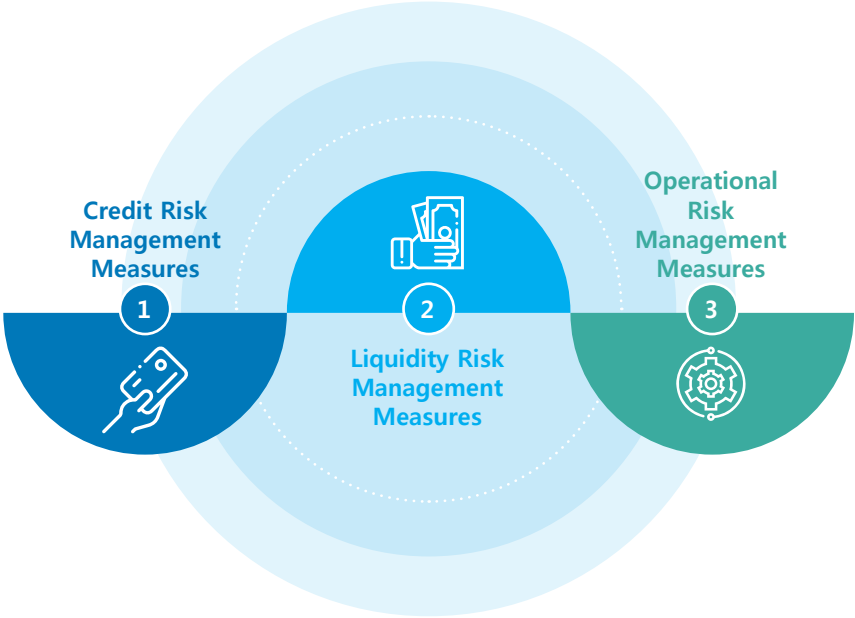 Credit Risk
Management
Measures
1
2
Liquidity Risk
Management
Measures
Operational
Risk
Management
Measures
3